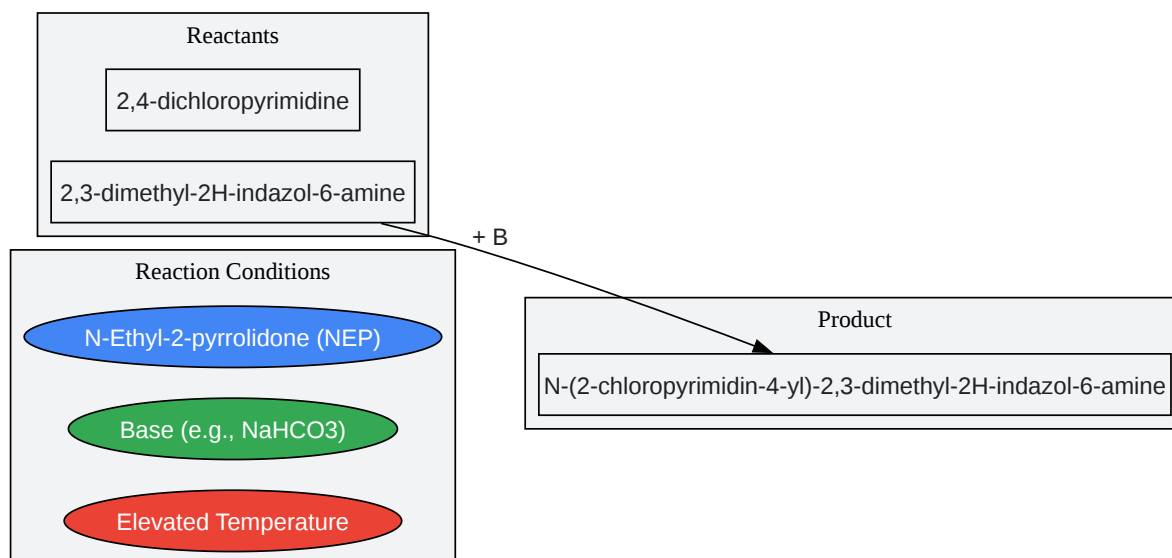 Reactants
2,4-dichloropyrimidine
2,3-dimethyl-2H-indazol-6-amine
+ B
Reaction Conditions
N-Ethyl-2-pyrrolidone (NEP)
Base (e.g., NaHCO3)
Elevated Temperature
Product
N-(2-chloropyrimidin-4-yl)-2,3-dimethyl-2H-indazol-6-amine